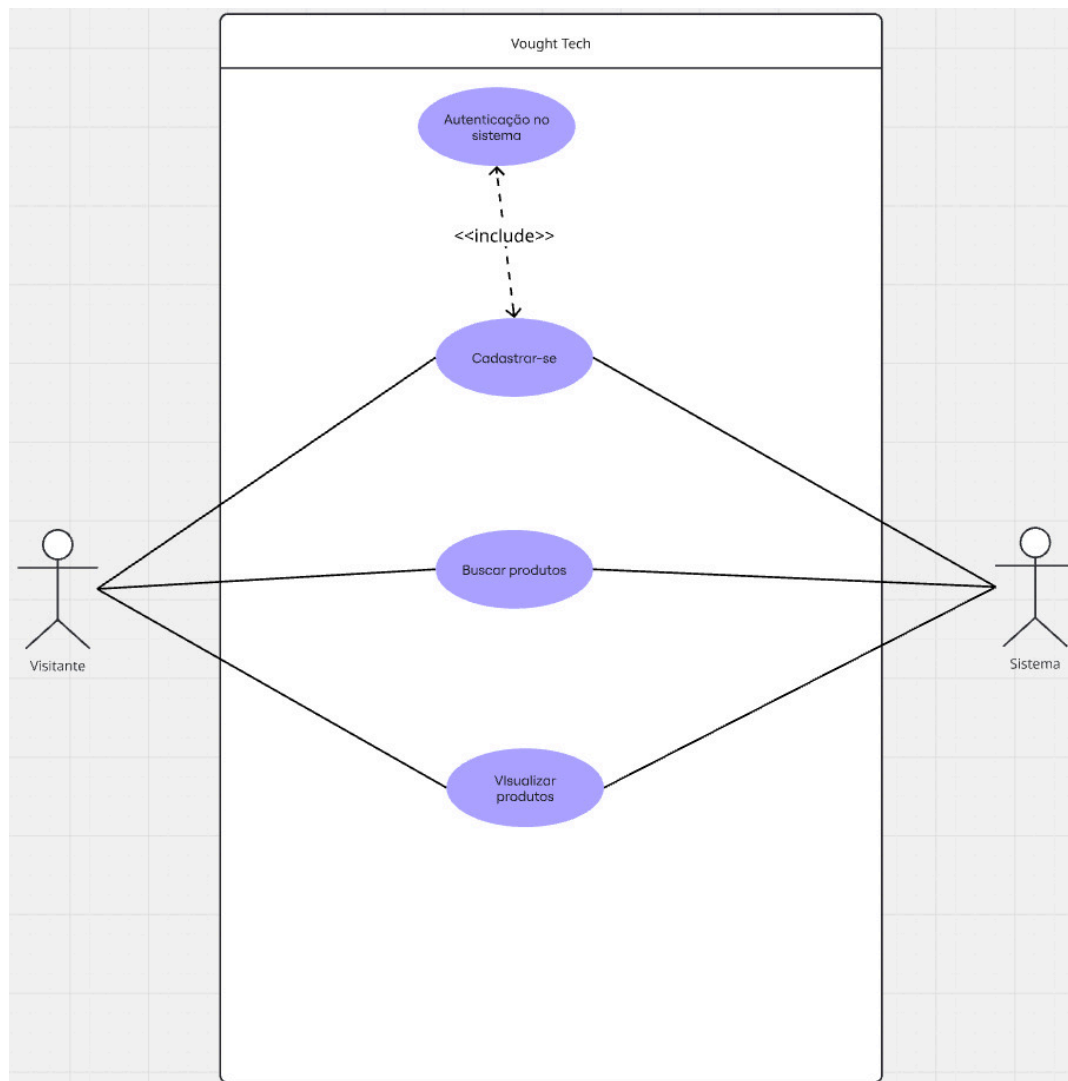 Vought Tech
Autenticação no
sistema
<<include>>
Cadastrar-se
Buscar produtos
Visitante
Sistema
VIsualizar
produtos